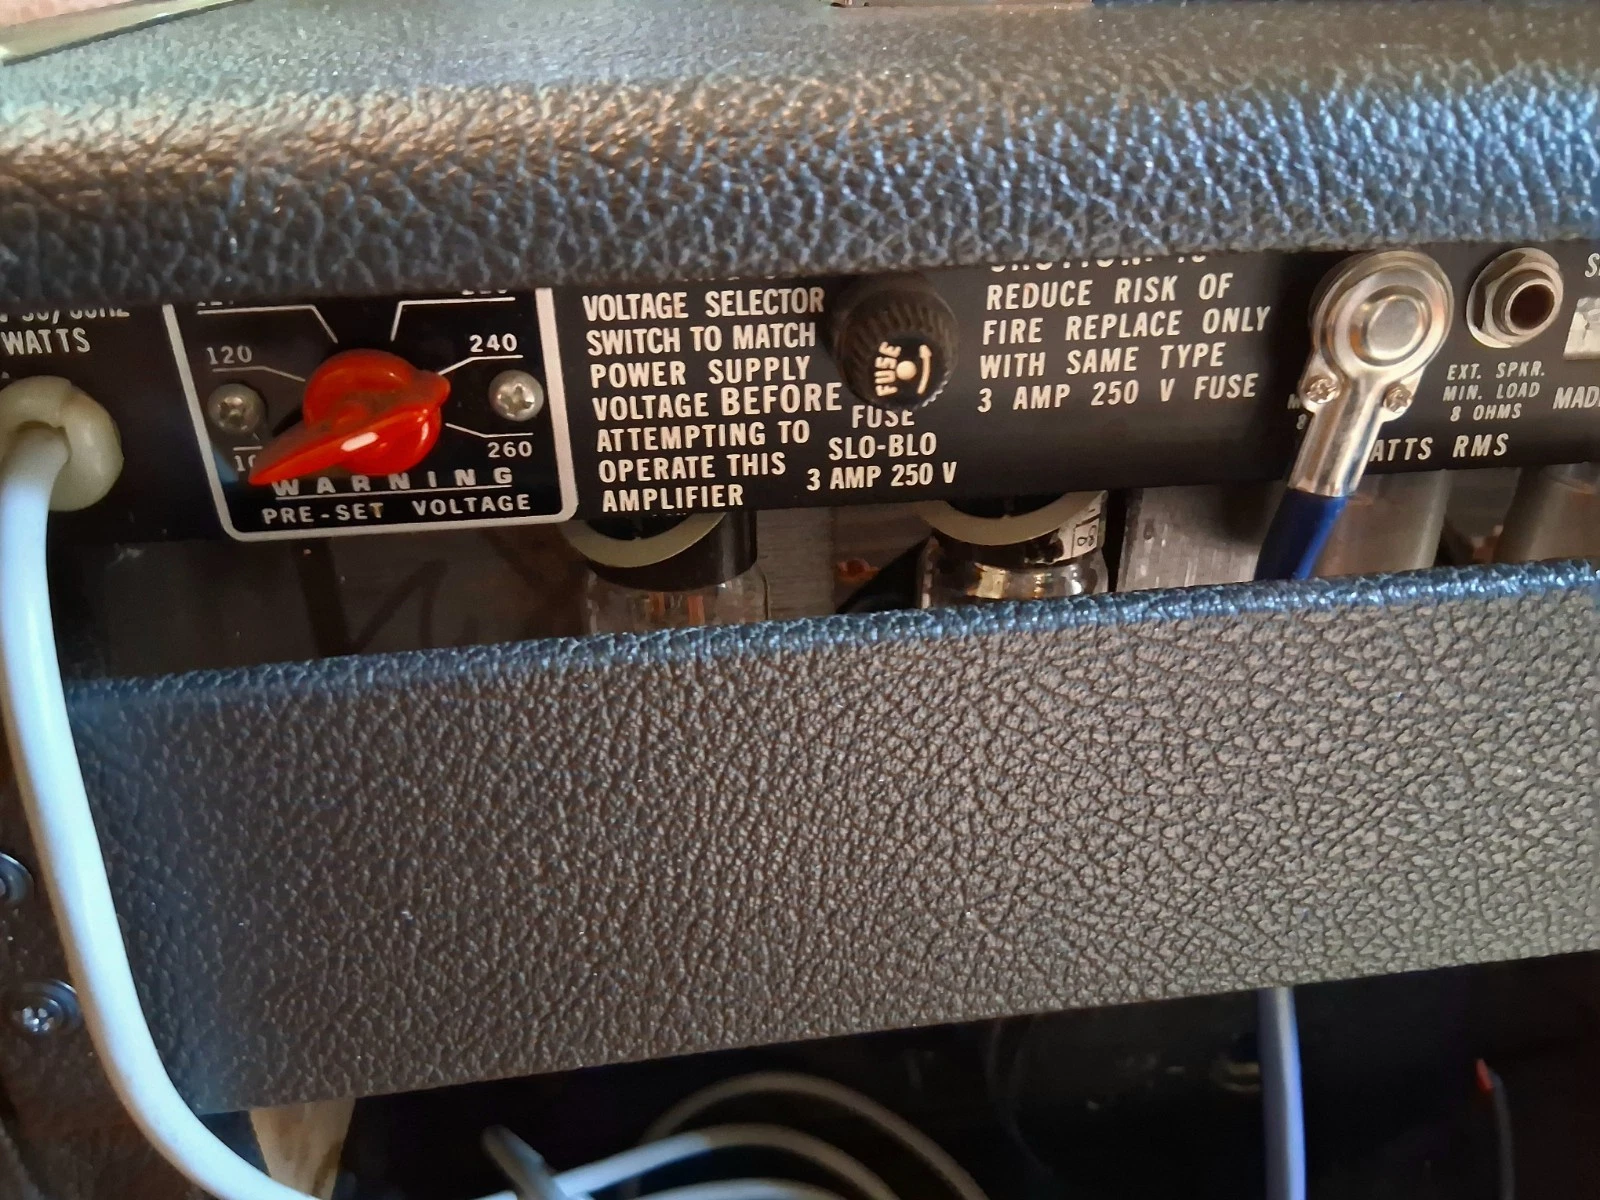 WATTS
120
240
260
WARNING
PRE-SET VOLTAGE
VOLTAGE SELECTOR
SWITCH TO MATCH
POWER SUPPLY
VOLTAGE BEFORE
ATTEMPTING TO
OPERATE THIS
AMPLIFIER
FUSE
FUSE
SLO-BLO
3 AMP 250 V
REDUCE RISK OF
FIRE REPLACE ONLY
WITH SAME TYPE
3 AMP 250 V FUSE
EXT. SPKR.
MIN. LOAD
8 OHMS
RMS